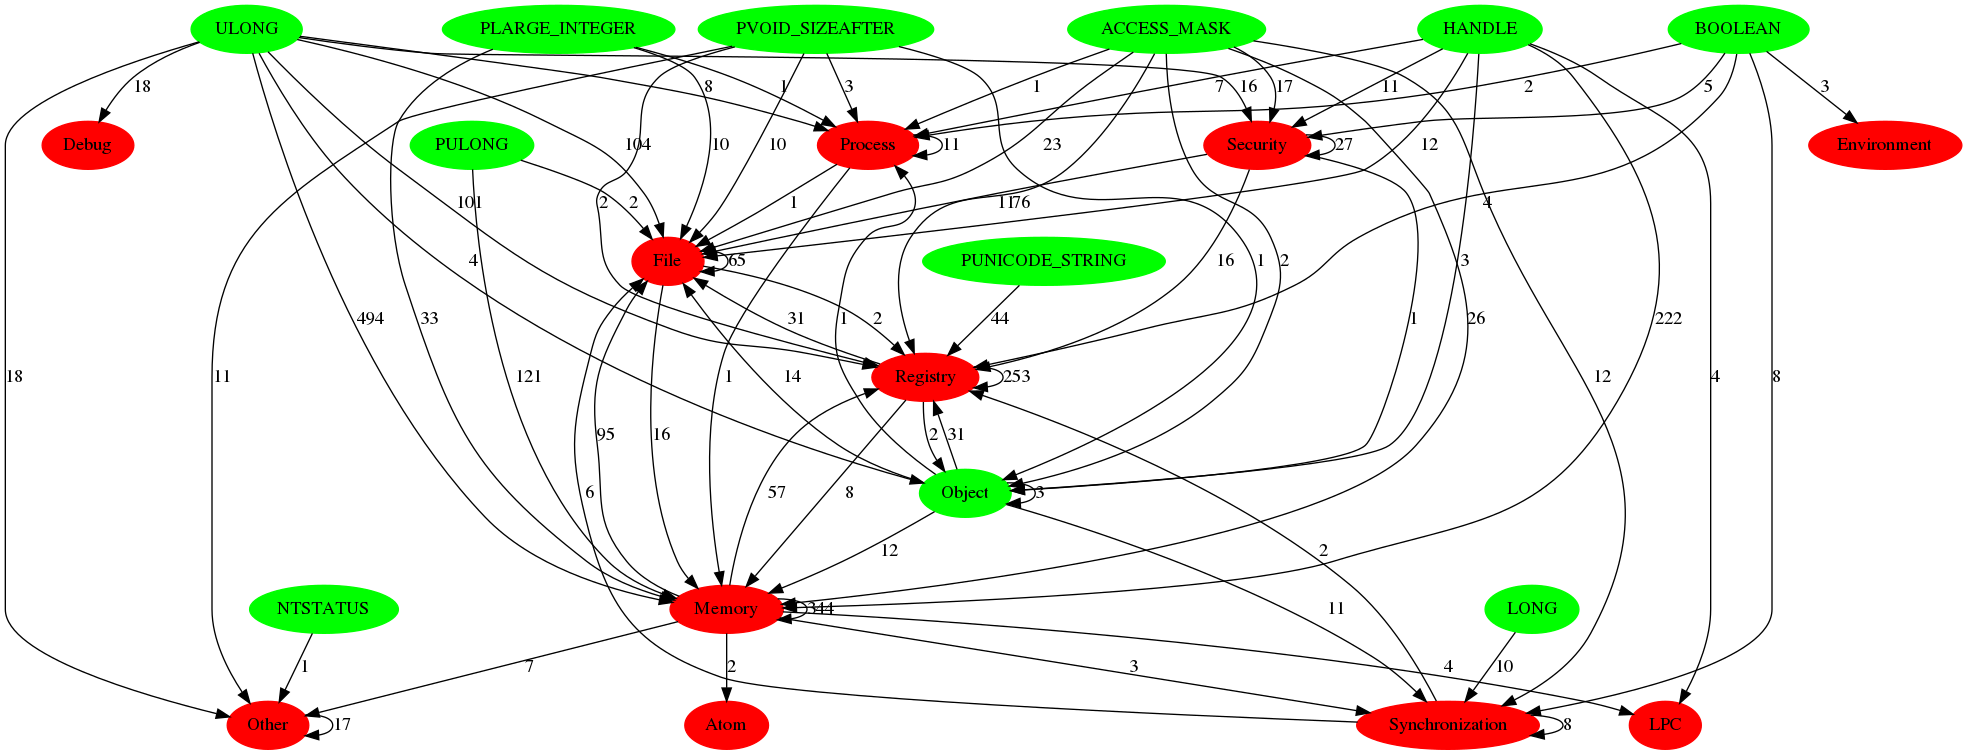 ULONG PLARGE_INTEGER PVOID_SIZEAFTER ACCESS_MASK HANDLE BOOLEAN
18 8 1 3 1 7 16 17 11 2 5 3
Debug PULONG Process Security Environment
104 10 10 11 23 12 27
101 2 2 1 11 76 4
4 File 65 PUNICODE_STRING 16 1 2 3
494 33 31 2 1 44 1 26 222
18 11 121 1 14 Registry 253 12 4 8
95 16 57 8 2 31
6 Object 3
12 2
NTSTATUS Memory 344 11 LONG
1 7 2 3 4 10
Other 17 Atom Synchronization 8 LPC